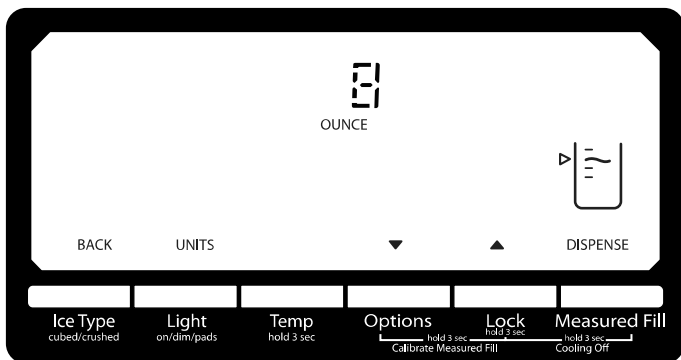 8
OUNCE
BACK UNITS ▼ ▲ DISPENSE
Ice Type Light Temp Options Lock Measured Fill
cubed/crushed on/dim/pads hold 3 sec hold 3 sec
hold 3 sec hold 3 sec
Calibrate Measured Fill Cooling Off